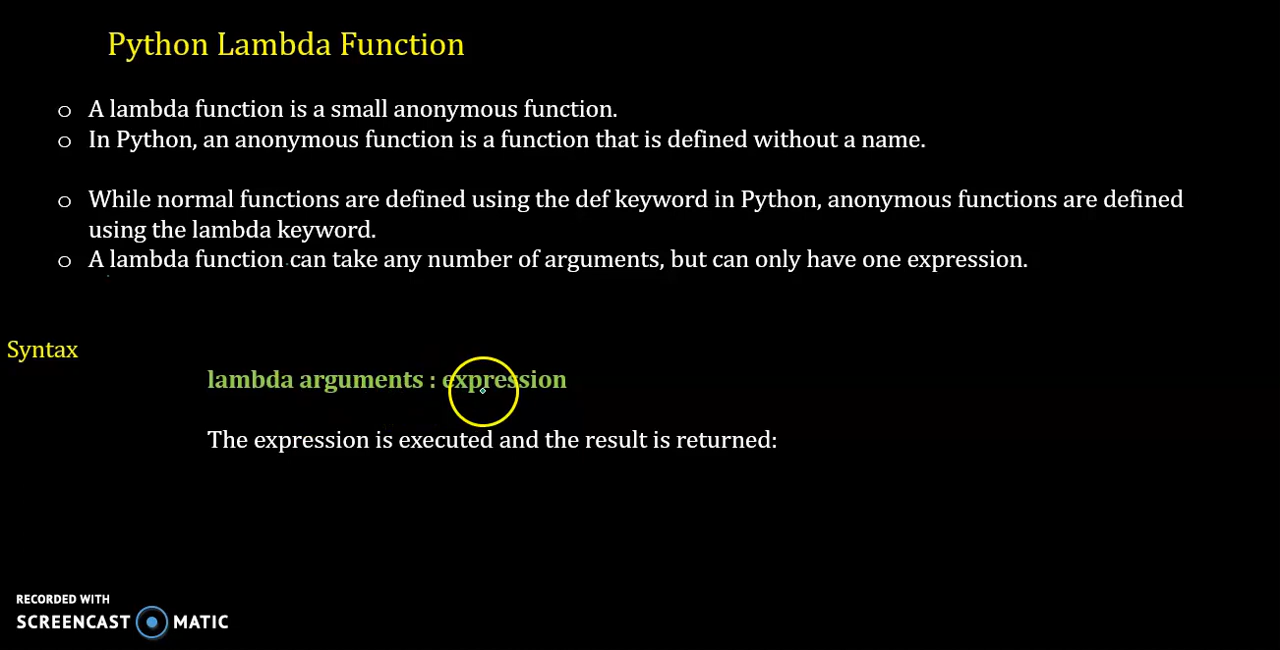 Python Lambda Function
o A lambda function is a small anonymous function.
o In Python, an anonymous function is a function that is defined without a name.
o While normal functions are defined using the def keyword in Python, anonymous functions are defined
using the lambda keyword.
o A lambda function can take any number of arguments, but can only have one expression.
Syntax
lambda arguments : expression
The expression is executed and the result is returned:
RECORDED WITH
SCREENCAST MATIC